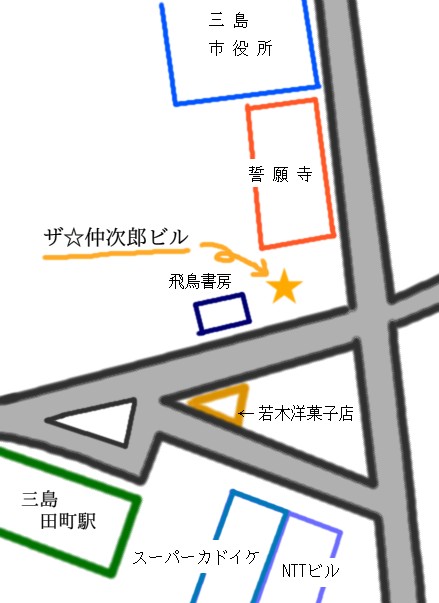 三島
市役所
誓願寺
ザ☆仲次郎ビル
飛鳥書房
←若木洋菓子店
三島
田町駅
スーパーカドイケ
NTTビル